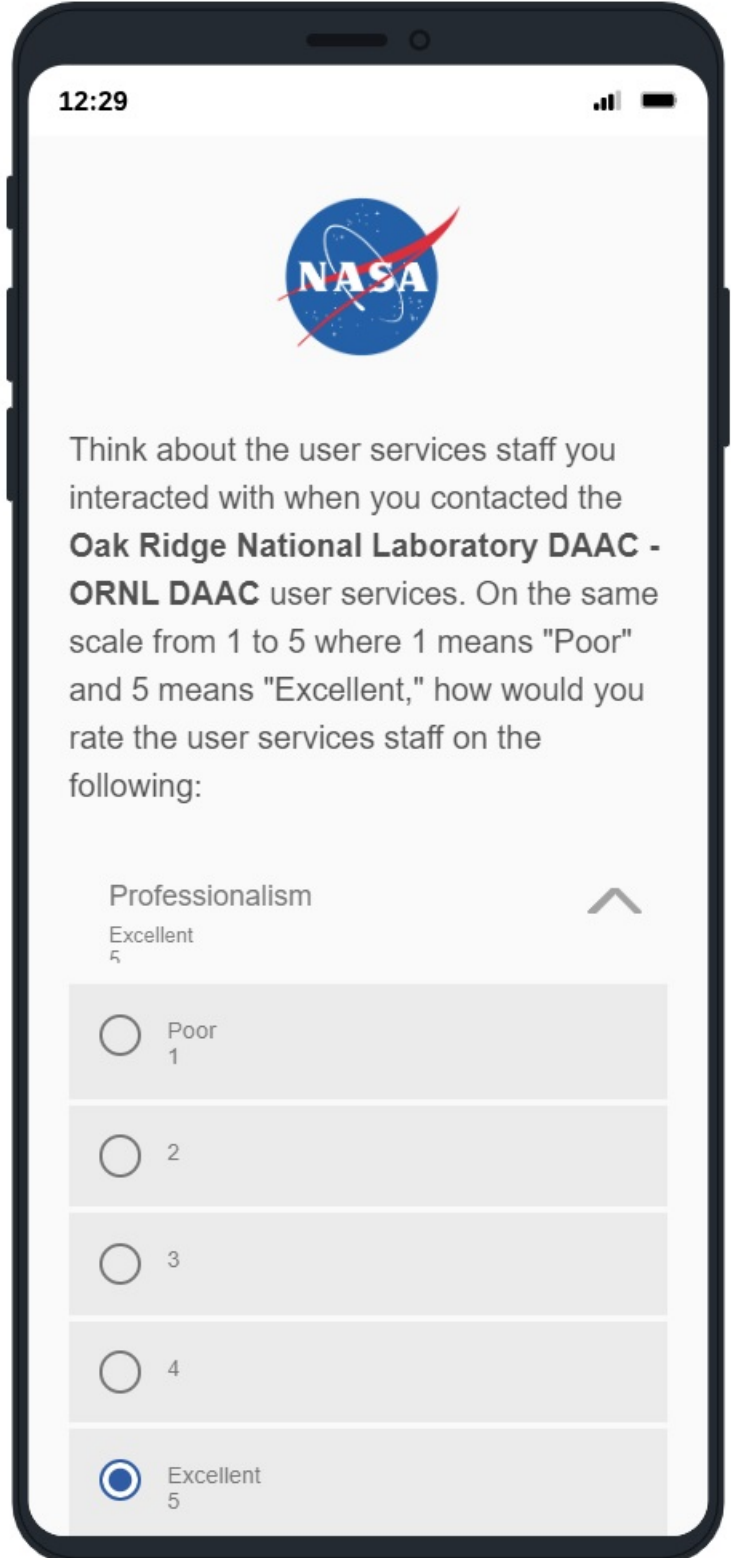 12:29
NASA
Think about the user services staff you
interacted with when you contacted the
Oak Ridge National Laboratory DAAC -
ORNL DAAC user services. On the same
scale from 1 to 5 where 1 means "Poor"
and 5 means "Excellent," how would you
rate the user services staff on the
following:
Professionalism
Excellent
5
Poor
1
2
3
4
Excellent
5